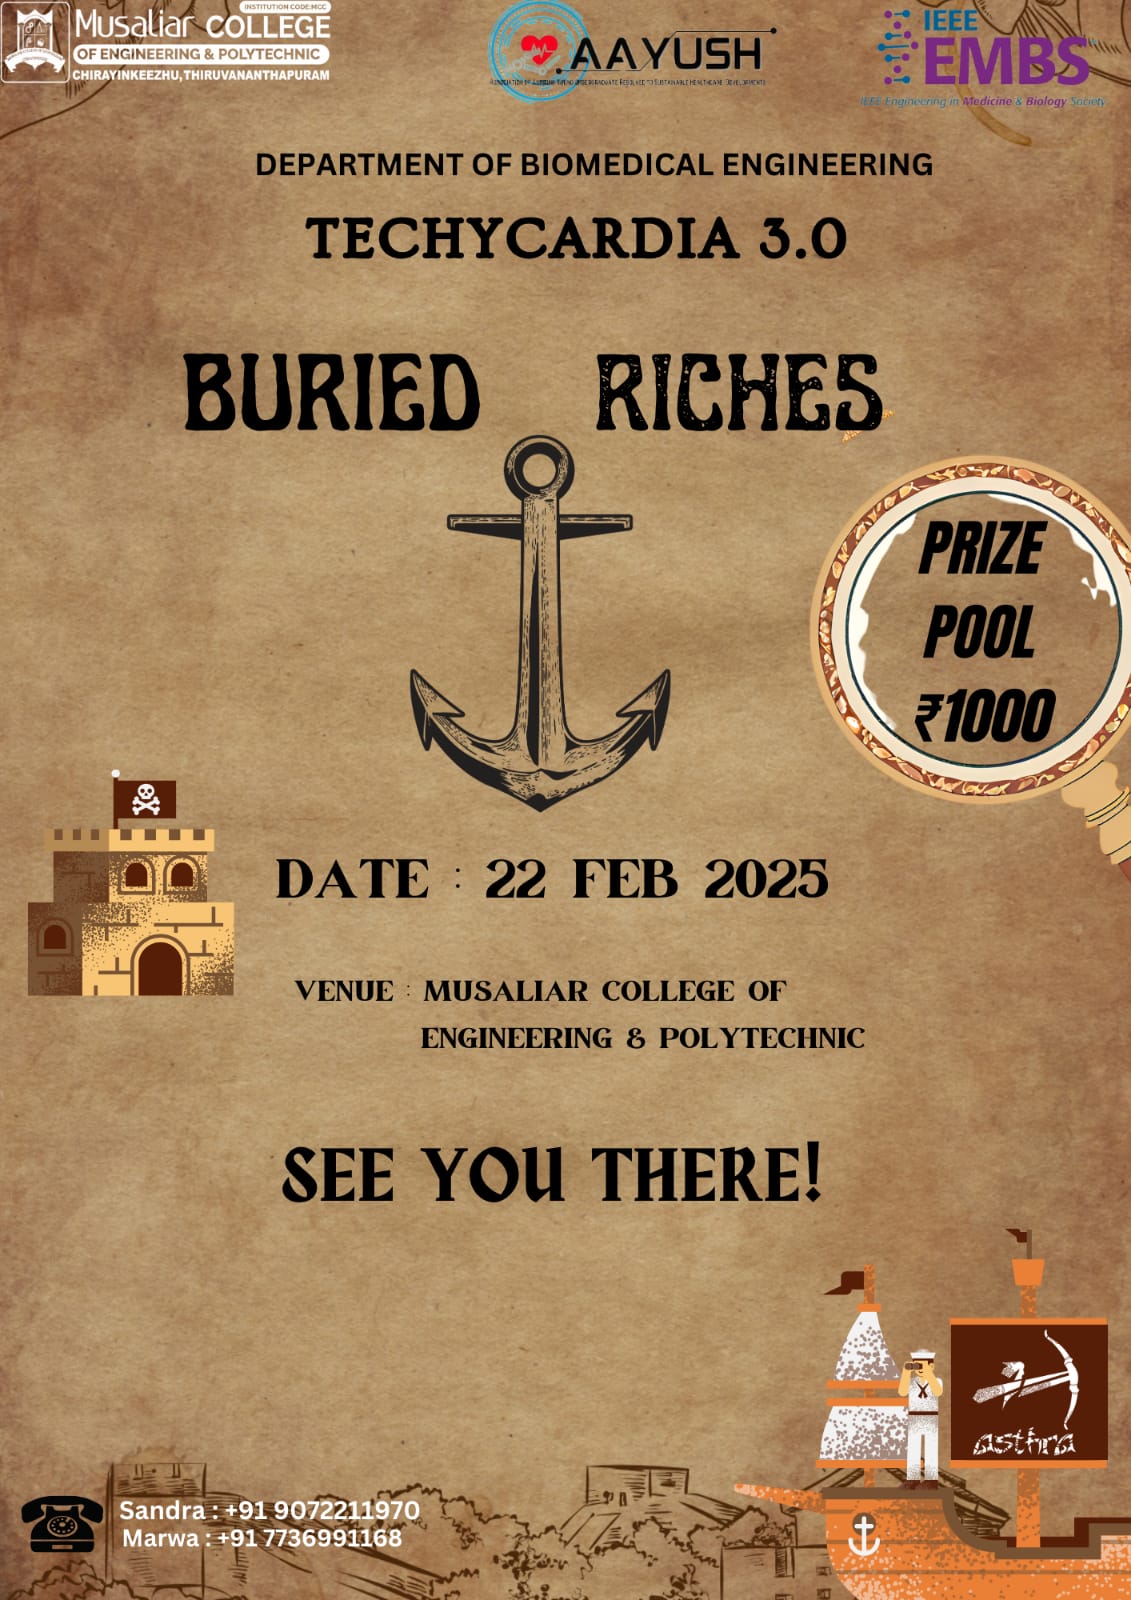 INSTITUTION CODE:MCC
Musaliar COLLEGE
OF ENGINEERING & POLYTECHNIC
CHIRAYINKEEZHU, THIRUVANANTHAPURAM
AAYUSH
IEEE
EMBS
IEEE Engineering in Medicine & Biology Society
DEPARTMENT OF BIOMEDICAL ENGINEERING
TECHYCARDIA 3.0
BURIED RICHES
PRIZE
POOL
₹1000
DATE : 22 FEB 2025
VENUE : MUSALIAR COLLEGE OF
ENGINEERING & POLYTECHNIC
SEE YOU THERE!
asthra
Sandra : +91 9072211970
Marwa : +91 7736991168